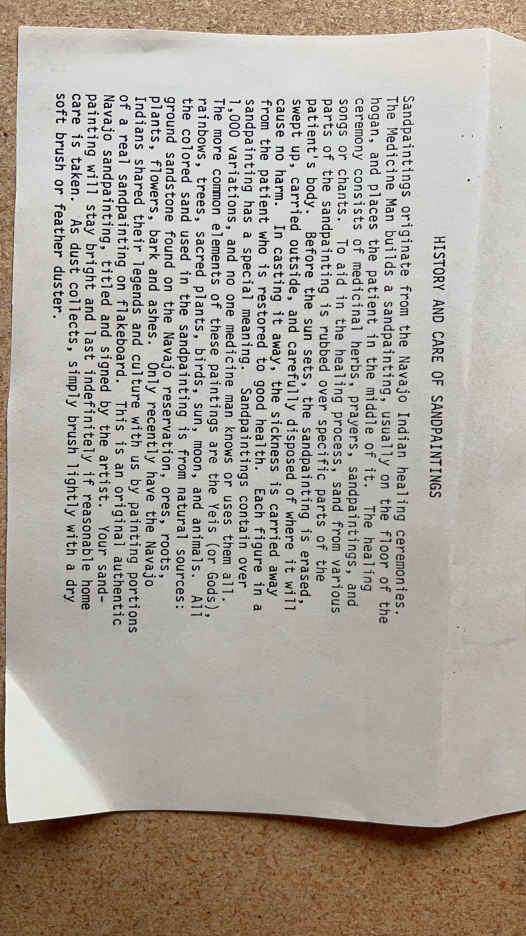 HISTORY AND CARE OF SANDPAINTINGS
Sandpaintings originate from the Navajo Indian healing ceremonies.
The Medicine Man builds a sandpainting, usually on the floor of the
hogan, and places the patient in the middle of it. The healing
ceremony consists of medicinal herbs, prayers, sandpaintings, and
songs or chants. To aid in the healing process, sand from various
parts of the sandpainting is rubbed over specific parts of the
patient's body. Before the sun sets, the sandpainting is erased,
swept up, carried outside, and carefully disposed of where it will
cause no harm. In casting it away, the sickness is carried away
from the patient who is restored to good health. Each figure in a
sandpainting has a special meaning. Sandpaintings contain over
1,000 variations, and no one medicine man knows or uses them all.
The more common elements of these paintings are the Yeis (or Gods),
rainbows, trees, sacred plants, birds, sun, moon, and animals. All
the colored sand used in the sandpainting is from natural sources:
ground sandstone found on the Navajo reservation, ores, roots,
plants, flowers, bark and ashes. Only recently have the Navajo
Indians shared their legends and culture with us by painting portions
of a real sandpainting on flakeboard. This is an original authentic
Navajo sandpainting, titled and signed by the artist. Your sand-
painting will stay bright and last indefinitely if reasonable home
care is taken. As dust collects, simply brush lightly with a dry
soft brush or feather duster.